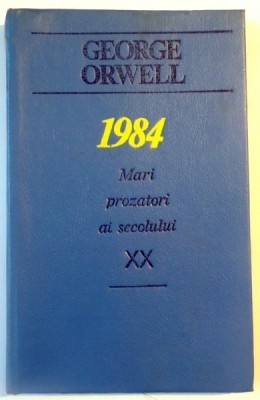 GEORGE
ORWELL
1984
Mari
prozatori
ai secolului
XX